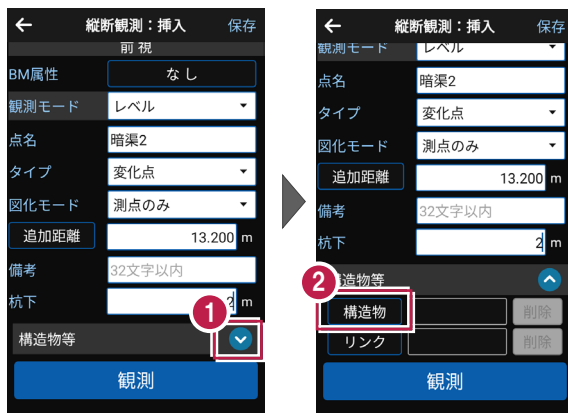 縦断観測：挿入 保存
前 視
BM属性 な し
観測モード レベル
点名 暗渠2
タイプ 変化点
図化モード 測点のみ
追加距離 13.200 m
備考 32文字以内
杭下 2 m
1
構造物等
観測
縦断観測：挿入 保存
観測モード レベル
点名 暗渠2
タイプ 変化点
図化モード 測点のみ
追加距離 13.200 m
備考 32文字以内
杭下 2 m
2 構造物等
構造物 削除
リンク 削除
観測